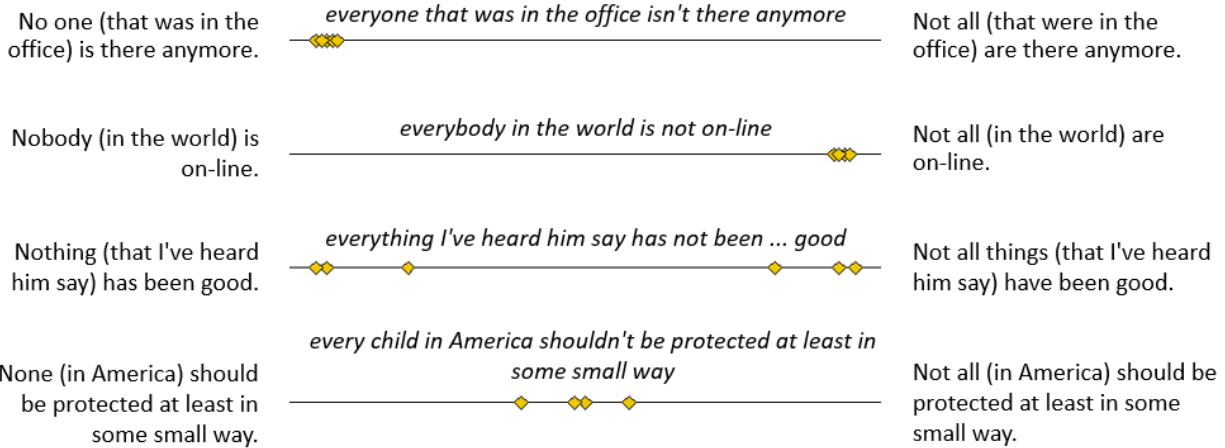 No one (that was in the
office) is there anymore.
everyone that was in the office isn't there anymore
Not all (that were in the
office) are there anymore.
Nobody (in the world) is
on-line.
everybody in the world is not on-line
Not all (in the world) are
on-line.
Nothing (that I've heard
him say) has been good.
everything I've heard him say has not been ... good
Not all things (that I've heard
him say) have been good.
None (in America) should
be protected at least in
some small way.
every child in America shouldn't be protected at least in
some small way
Not all (in America) should be
protected at least in some
small way.